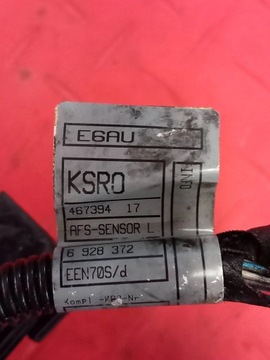 E6AU
KSRO
467394 17
AFS-SENSOR L
6 928 372
EEN70S/d